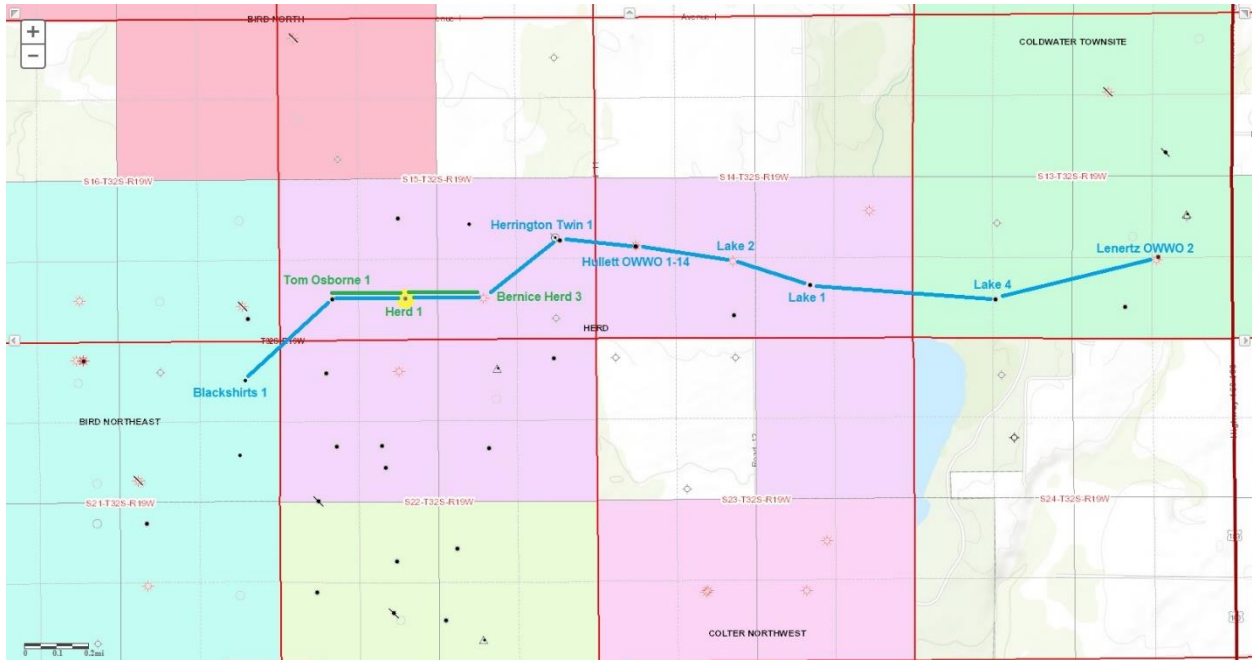 BIRD NORTH
Avenue I
COLDWATER TOWNSITE
+
−
S16-T32S-R19W
S15-T32S-R19W
S14-T32S-R19W
S13-T32S-R19W
Herrington Twin 1
Hullett OWWO 1-14
Lake 2
Lenertz OWWO 2
Tom Osborne 1
Bernice Herd 3
Herd 1
Lake 1
Lake 4
HERD
T32S-R19W
Blackshirts 1
BIRD NORTHEAST
S21-T32S-R19W
S22-T32S-R19W
S23-T32S-R19W
S24-T32S-R19W
COLTER NORTHWEST
0 0.1 0.2mi